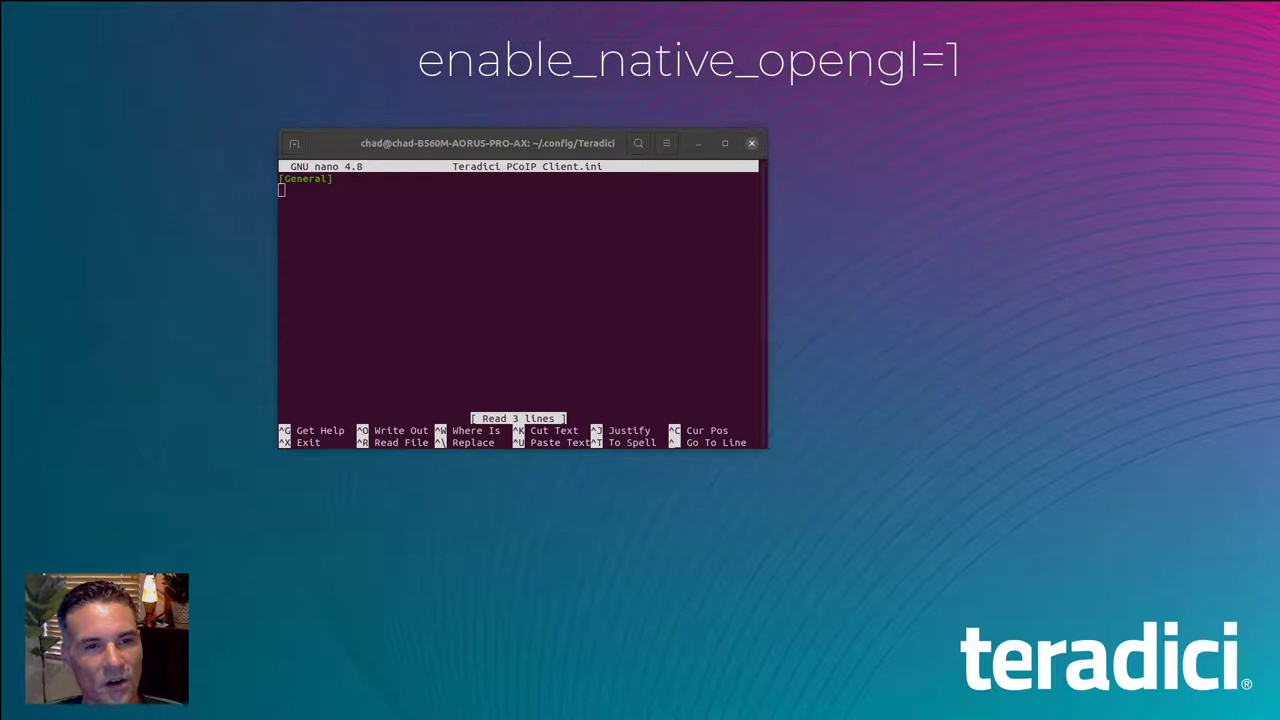 enable_native_opengl=1
chad@chad-B560M-AORUS-PRO-AX: ~/.config/Teradici
GNU nano 4.8 Teradici PCoIP Client.ini
[General]
[ Read 3 lines ]
^G Get Help ^O Write Out ^W Where Is ^K Cut Text ^J Justify ^C Cur Pos
^X Exit ^R Read File ^\ Replace ^U Paste Text ^T To Spell ^_ Go To Line
teradici®